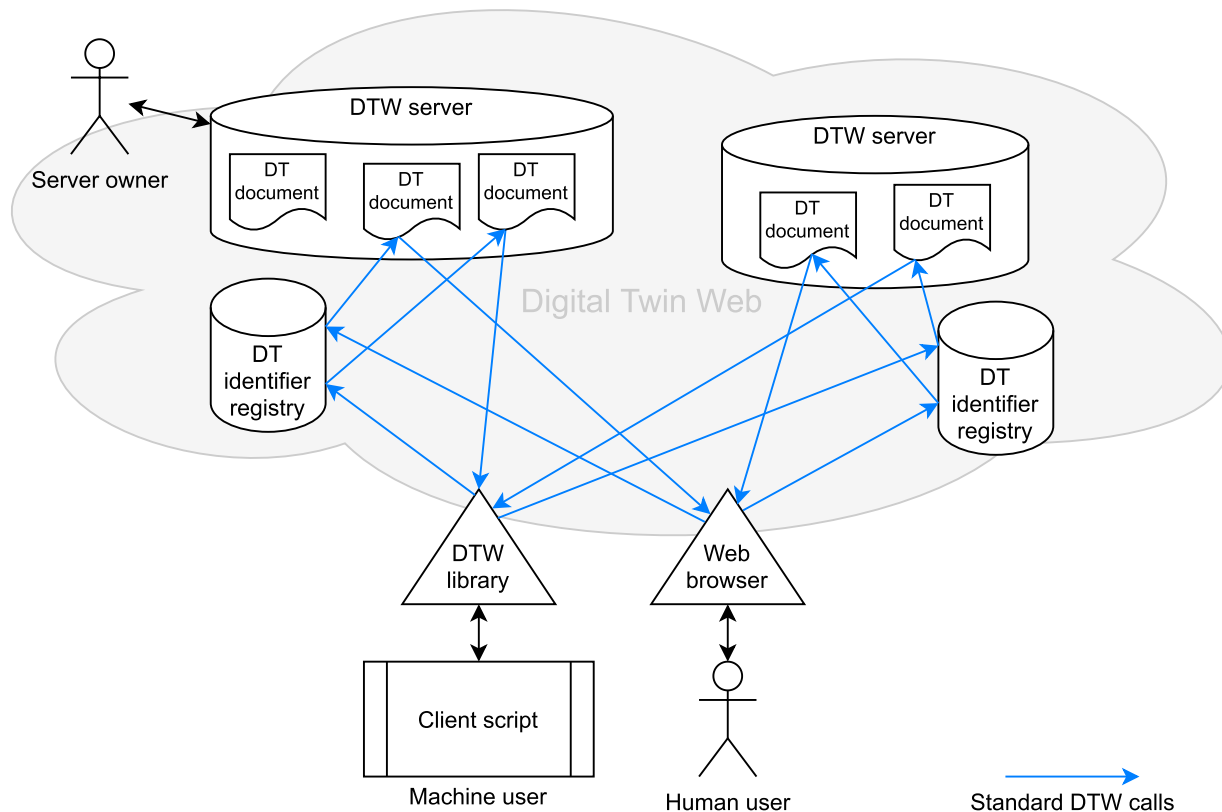 DTW server
DTW server
DT
document
DT
document
DT
document
Server owner
DT
document
DT
document
Digital Twin Web
DT
identifier
registry
DT
identifier
registry
DTW
library
Web
browser
Client script
Machine user
Human user
Standard DTW calls